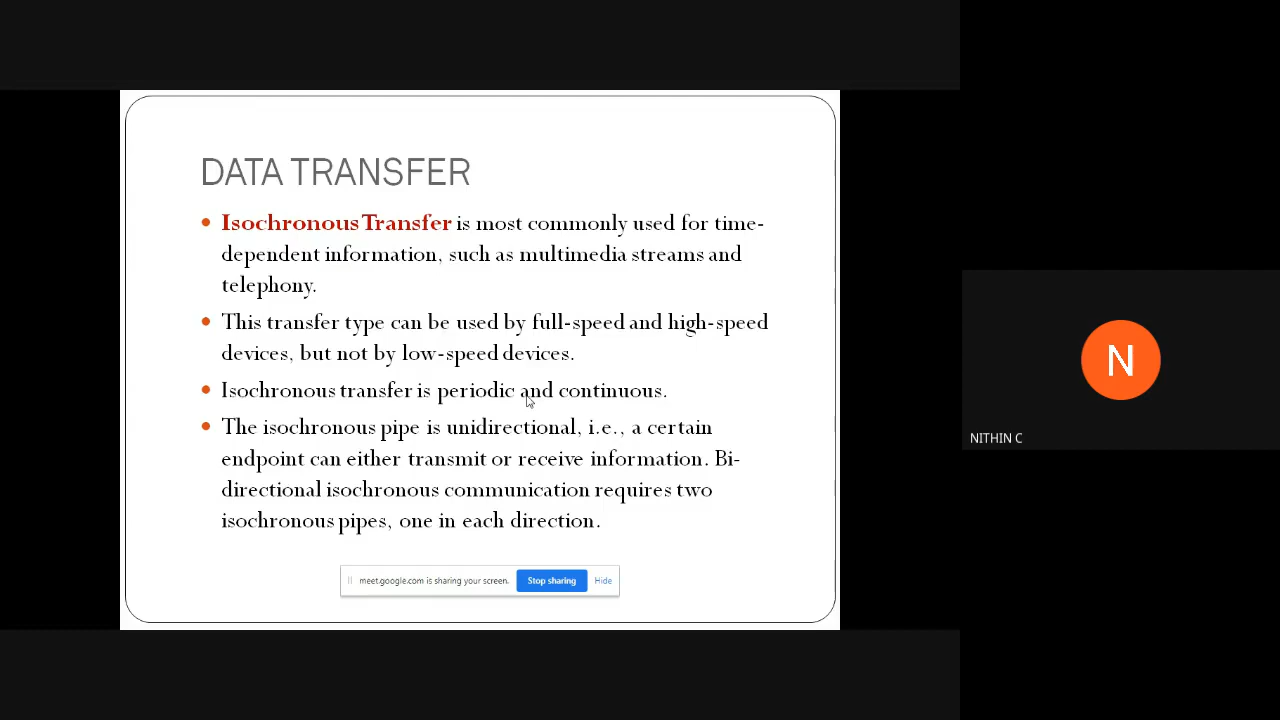 DATA TRANSFER
Isochronous Transfer is most commonly used for time-
dependent information, such as multimedia streams and
telephony.
This transfer type can be used by full-speed and high-speed
devices, but not by low-speed devices.
Isochronous transfer is periodic and continuous.
The isochronous pipe is unidirectional, i.e., a certain
endpoint can either transmit or receive information. Bi-
directional isochronous communication requires two
isochronous pipes, one in each direction.
meet.google.com is sharing your screen. Stop sharing Hide
N
NITHIN C